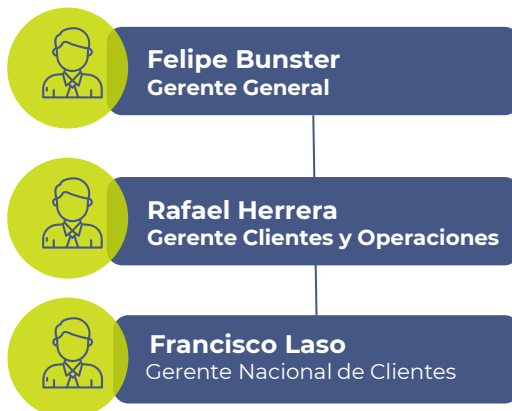 Felipe Bunster
Gerente General
Rafael Herrera
Gerente Clientes y Operaciones
Francisco Laso
Gerente Nacional de Clientes